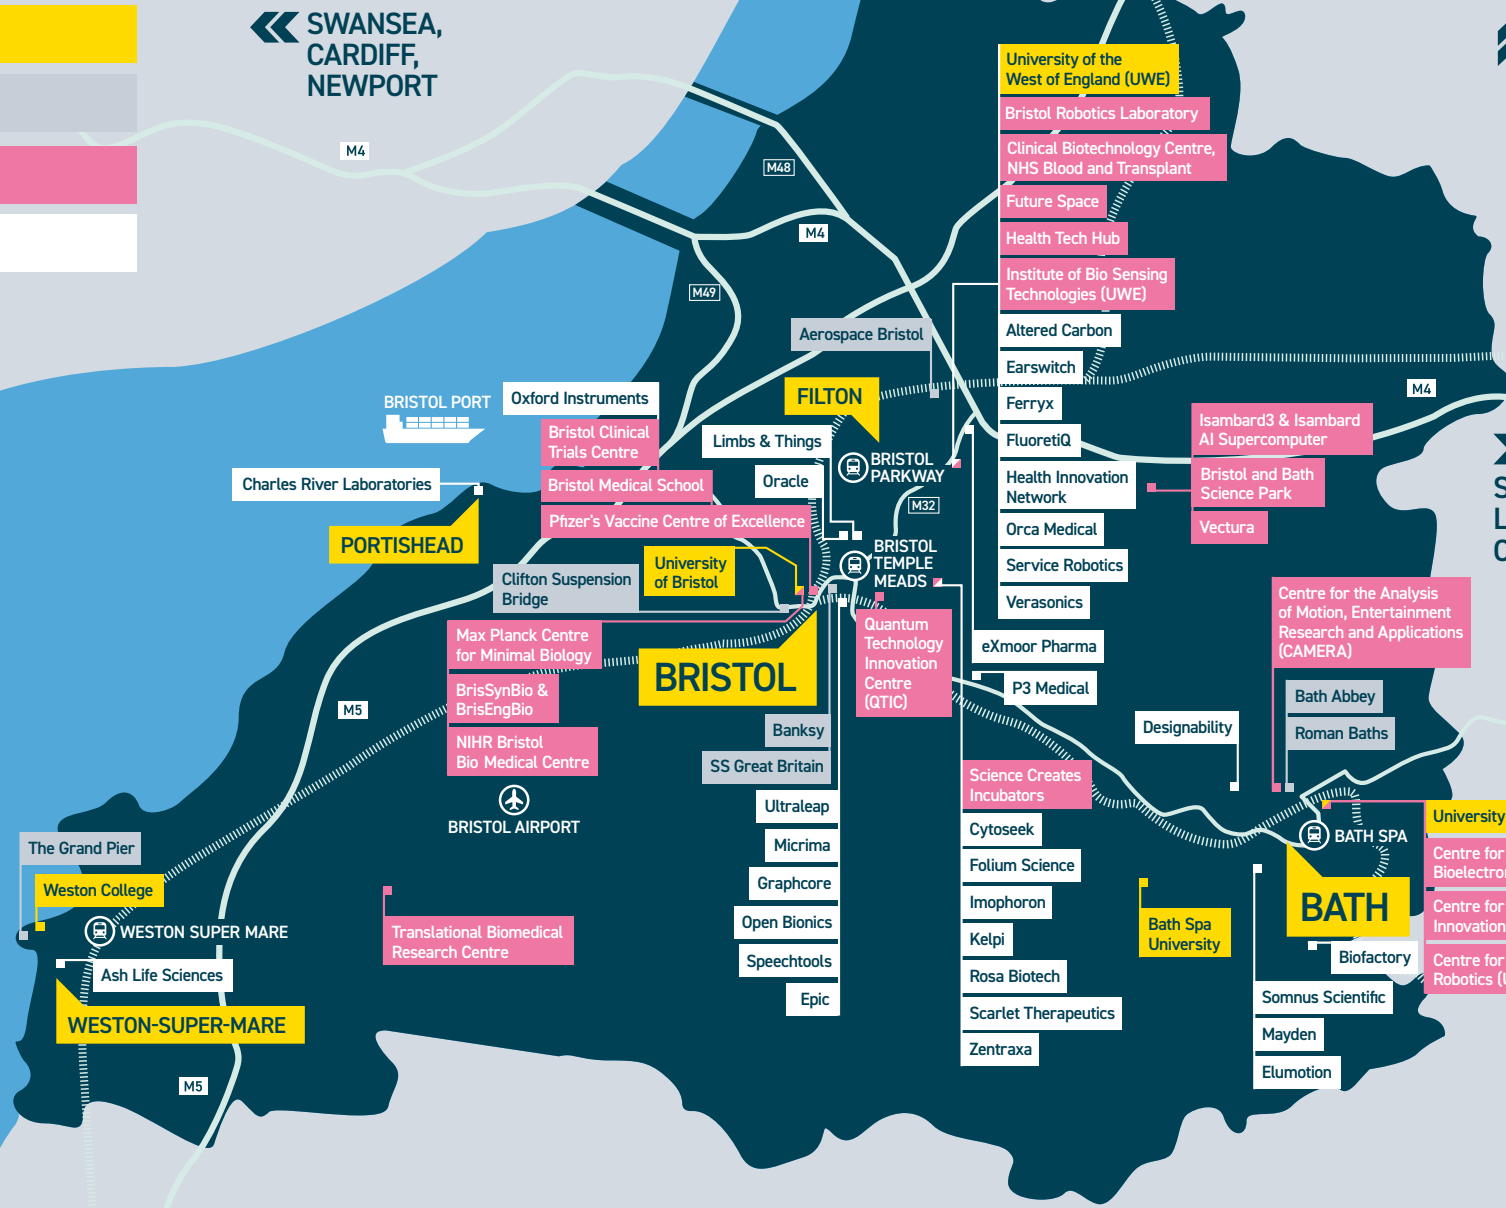 SWANSEA,
CARDIFF,
NEWPORT
M4
M48
M4
M49
University of the
West of England (UWE)
Bristol Robotics Laboratory
Clinical Biotechnology Centre,
NHS Blood and Transplant
Future Space
Health Tech Hub
Institute of Bio Sensing
Technologies (UWE)
Altered Carbon
Earswitch
Ferryx
FluoretiQ
Health Innovation
Network
Orca Medical
Service Robotics
Verasonics
Aerospace Bristol
FILTON
M4
BRISTOL PORT
Oxford Instruments
Bristol Clinical
Trials Centre
Bristol Medical School
Pfizer's Vaccine Centre of Excellence
Limbs & Things
Oracle
BRISTOL
PARKWAY
M32
Isambard3 & Isambard
AI Supercomputer
Bristol and Bath
Science Park
Vectura
Charles River Laboratories
PORTISHEAD
University
of Bristol
Clifton Suspension
Bridge
BRISTOL
TEMPLE
MEADS
Max Planck Centre
for Minimal Biology
BrisSynBio &
BrisEngBio
NIHR Bristol
Bio Medical Centre
BRISTOL
Quantum
Technology
Innovation
Centre
(QTIC)
eXmoor Pharma
P3 Medical
Centre for the Analysis
of Motion, Entertainment
Research and Applications
(CAMERA)
Bath Abbey
Roman Baths
Designability
M5
Banksy
SS Great Britain
Ultraleap
Micrima
Graphcore
Open Bionics
Speechtools
Epic
BRISTOL AIRPORT
Science Creates
Incubators
Cytoseek
Folium Science
Imophoron
Kelpi
Rosa Biotech
Scarlet Therapeutics
Zentraxa
BATH SPA
University
Centre for
Bioelectro
Centre for
Innovation
Centre for
Robotics (U
BATH
Bath Spa
University
Biofactory
Somnus Scientific
Mayden
Elumotion
The Grand Pier
Weston College
WESTON SUPER MARE
Ash Life Sciences
WESTON-SUPER-MARE
Translational Biomedical
Research Centre
M5
S
L